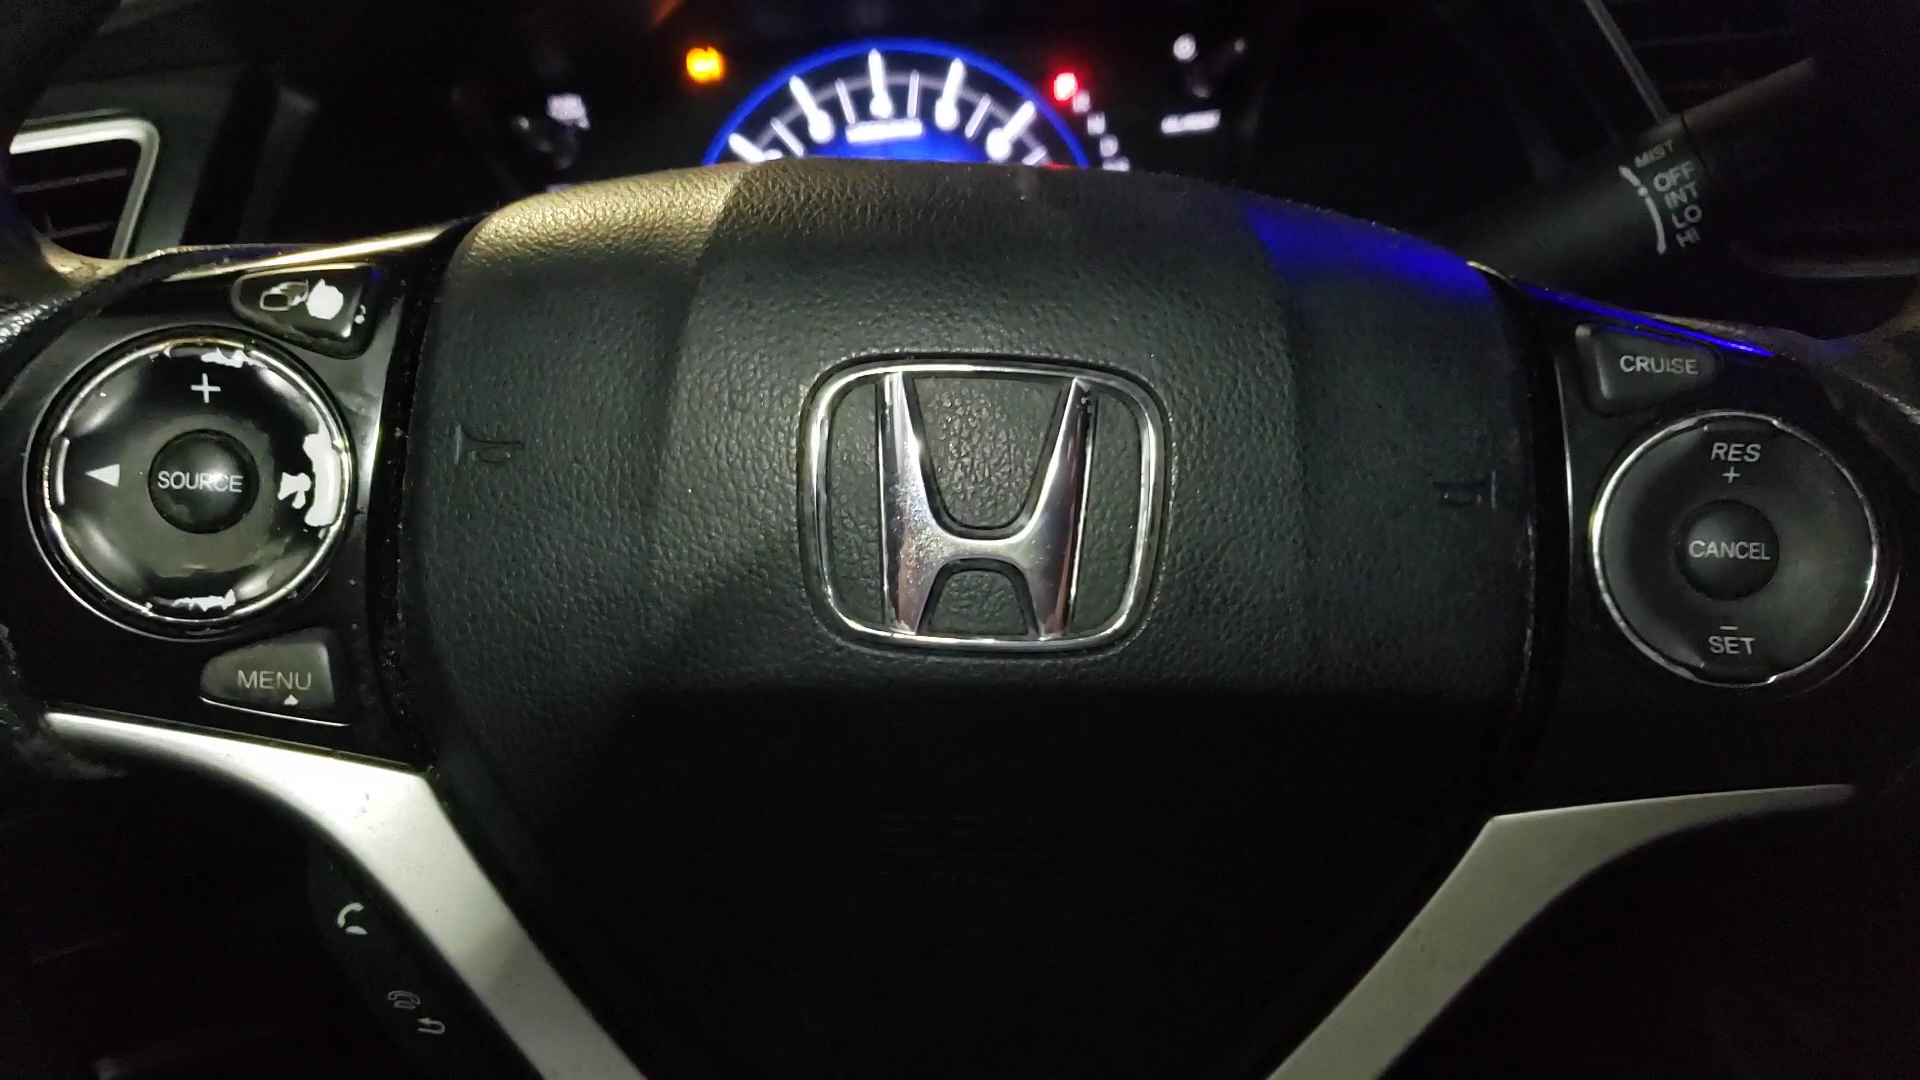 MIST
OFF
INT
LO
HI
CRUISE
+
SOURCE
RES
+
CANCEL
−
SET
MENU